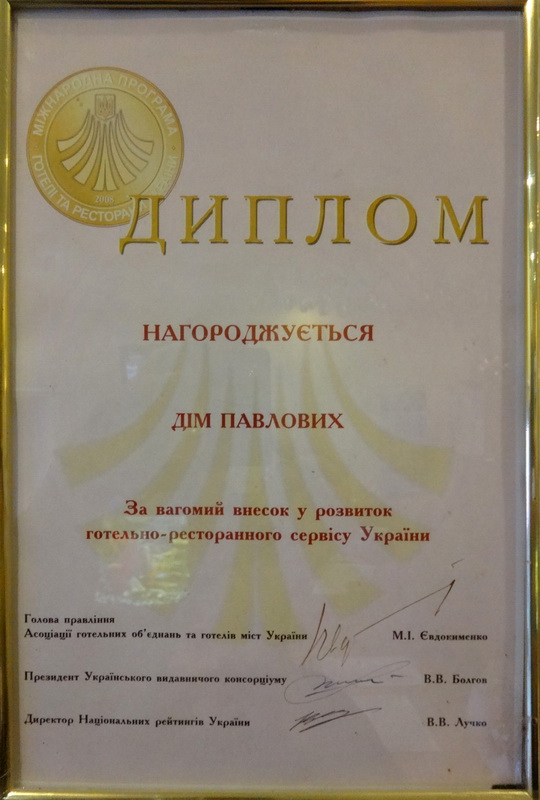 МІЖНАРОДНА ПРОГРАМА
ГОТЕЛІ ТА РЕСТОРАНИ УКРАЇНИ
2008
ДИПЛОМ
НАГОРОДЖУЄТЬСЯ
ДІМ ПАВЛОВИХ
За вагомий внесок у розвиток
готельно-ресторанного сервісу України
Голова правління
Асоціації готельних об'єднань та готелів міст України М.І. Євдокименко
Президент Українського видавничого консорціуму В.В. Болгов
Директор Національних рейтингів України В.В. Лучко